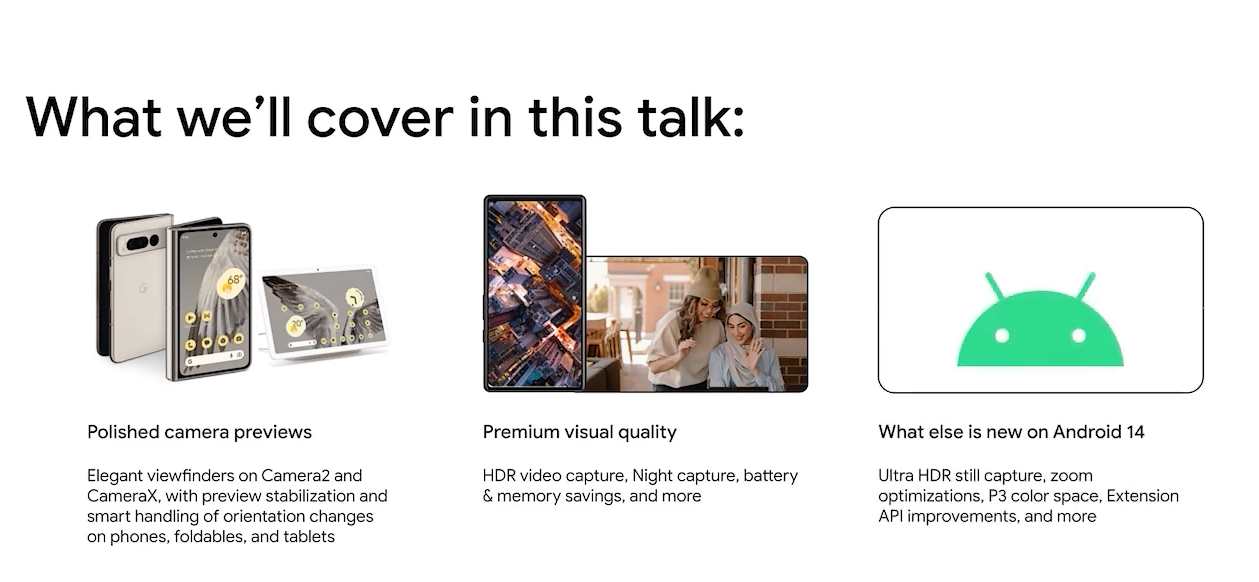 What we’ll cover in this talk:
68°
70°
Polished camera previews
Elegant viewfinders on Camera2 and
CameraX, with preview stabilization and
smart handling of orientation changes
on phones, foldables, and tablets
Premium visual quality
HDR video capture, Night capture, battery
& memory savings, and more
What else is new on Android 14
Ultra HDR still capture, zoom
optimizations, P3 color space, Extension
API improvements, and more